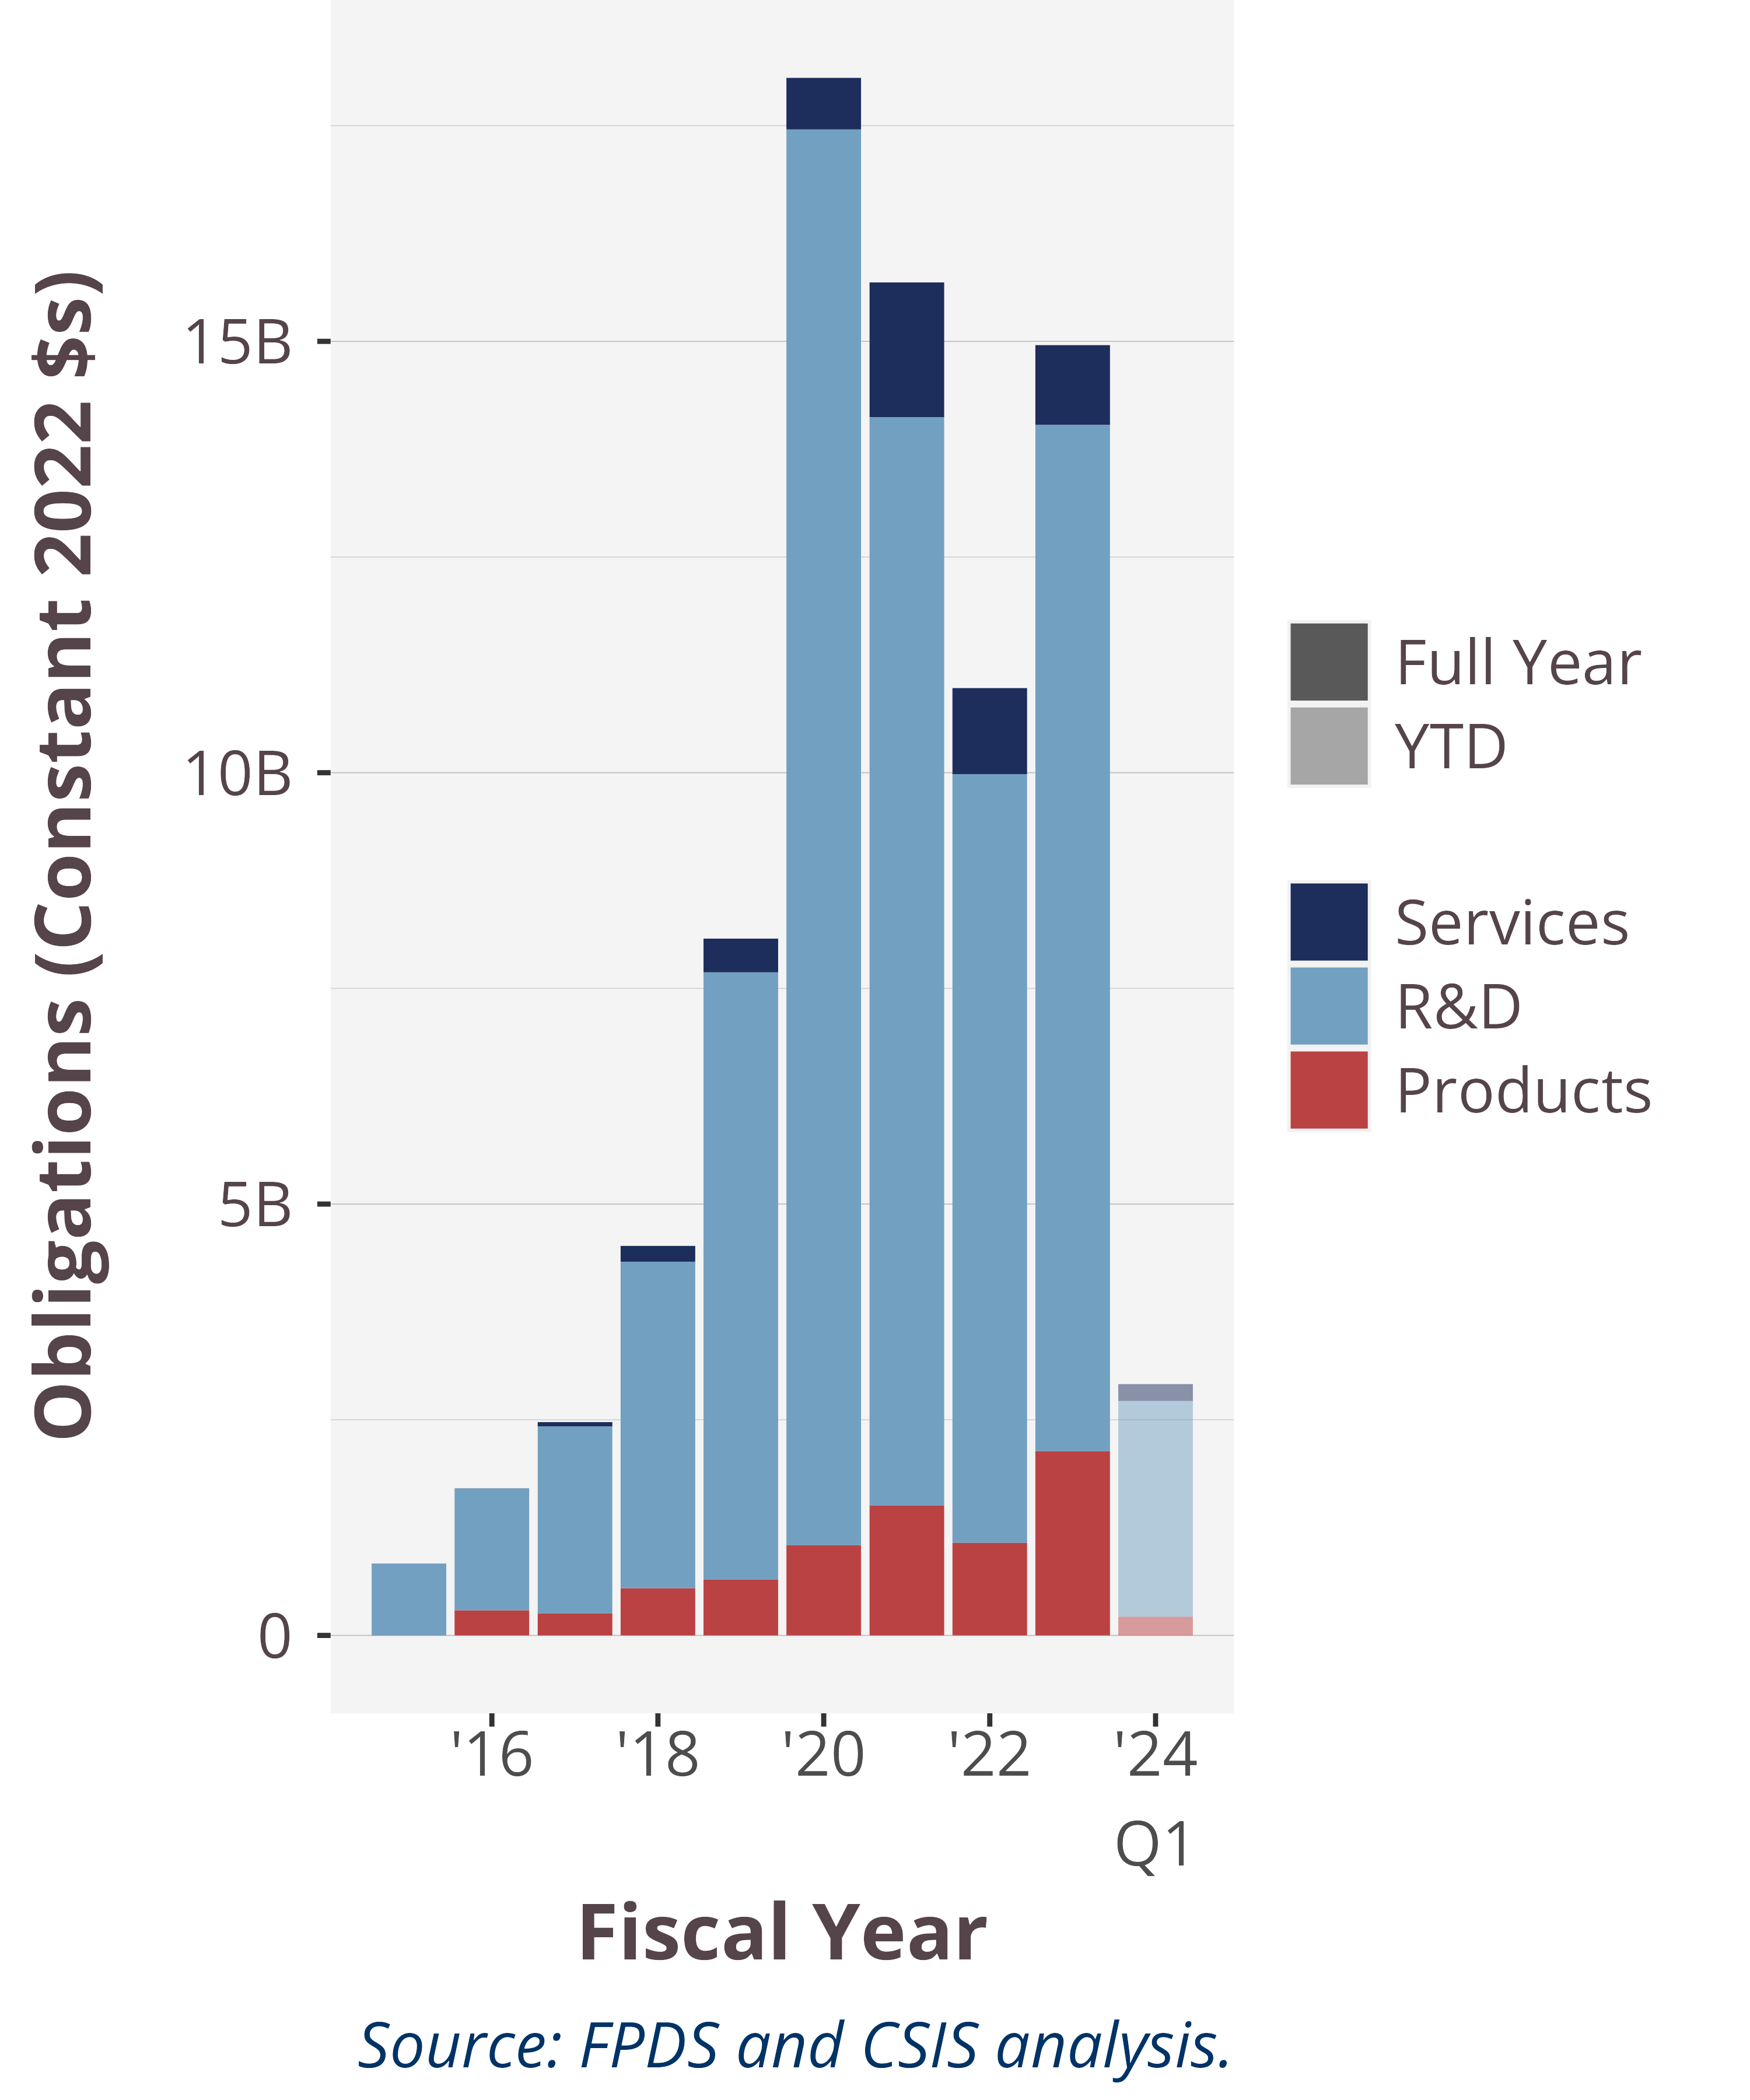 Obligations (Constant 2022 $s)
15B
10B
5B
0
'16
'18
'20
'22
'24
Q1
Fiscal Year
Full Year
YTD
Services
R&D
Products
Source: FPDS and CSIS analysis.